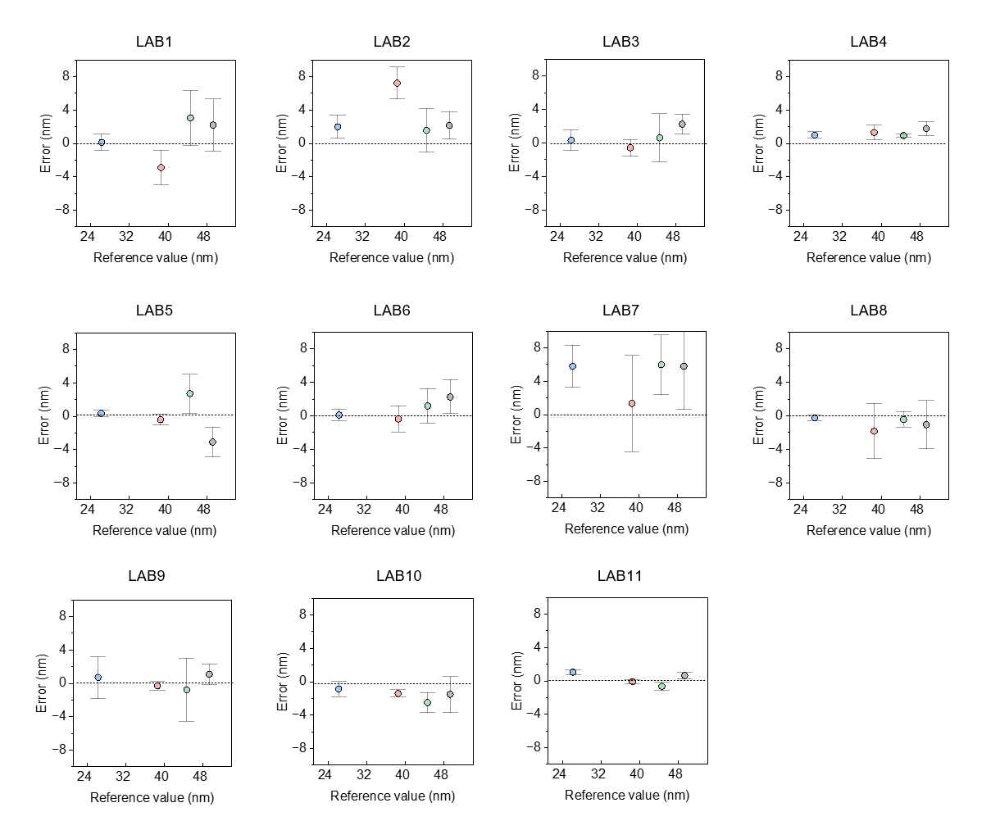 LAB1 LAB2 LAB3 LAB4
8 8 8 8
4 4 4 4
0 0 0 0
−4 −4 −4 −4
−8 −8 −8 −8
Error (nm) Error (nm) Error (nm) Error (nm)
24 32 40 48 24 32 40 48 24 32 40 48 24 32 40 48
Reference value (nm) Reference value (nm) Reference value (nm) Reference value (nm)
LAB5 LAB6 LAB7 LAB8
8 8 8 8
4 4 4 4
0 0 0 0
−4 −4 −4 −4
−8 −8 −8 −8
Error (nm) Error (nm) Error (nm) Error (nm)
24 32 40 48 24 32 40 48 24 32 40 48 24 32 40 48
Reference value (nm) Reference value (nm) Reference value (nm) Reference value (nm)
LAB9 LAB10 LAB11
8 8 8
4 4 4
0 0 0
−4 −4 −4
−8 −8 −8
Error (nm) Error (nm) Error (nm)
24 32 40 48 24 32 40 48 24 32 40 48
Reference value (nm) Reference value (nm) Reference value (nm)